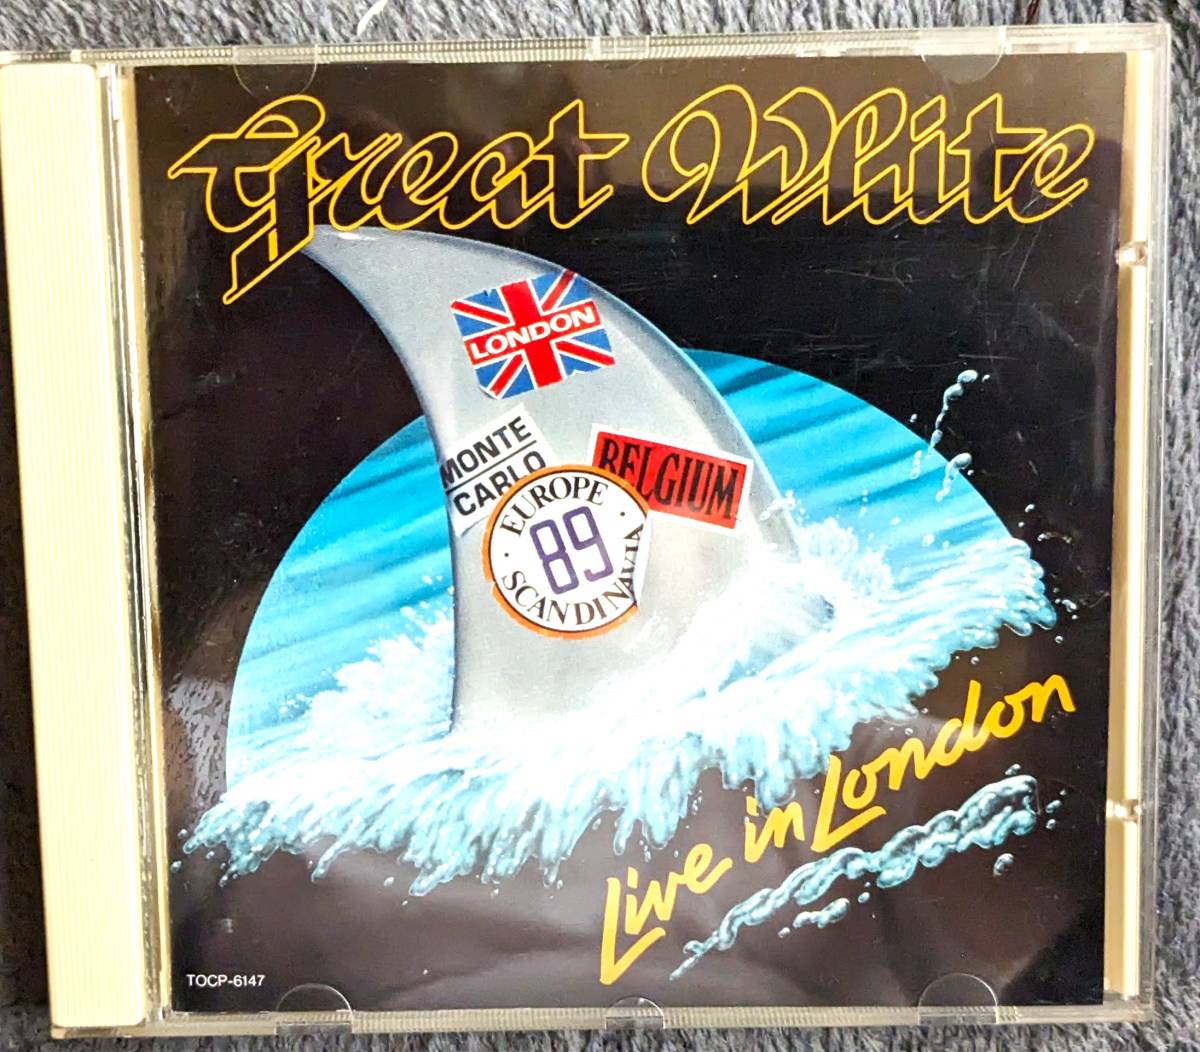 Great White
LONDON
MONTE
CARLO
BELGIUM
· EUROPE ·
89
SCANDINAVIA
Live in London
TOCP-6147